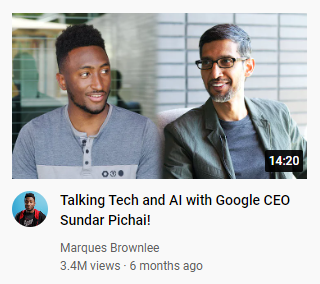 14:20
Talking Tech and AI with Google CEO
Sundar Pichai!
Marques Brownlee
3.4M views · 6 months ago